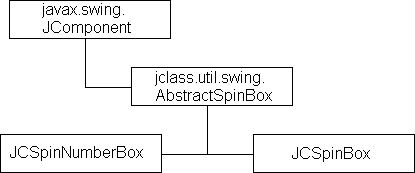 javax.swing.
JComponent
jclass.util.swing.
AbstractSpinBox
JCSpinNumberBox
JCSpinBox